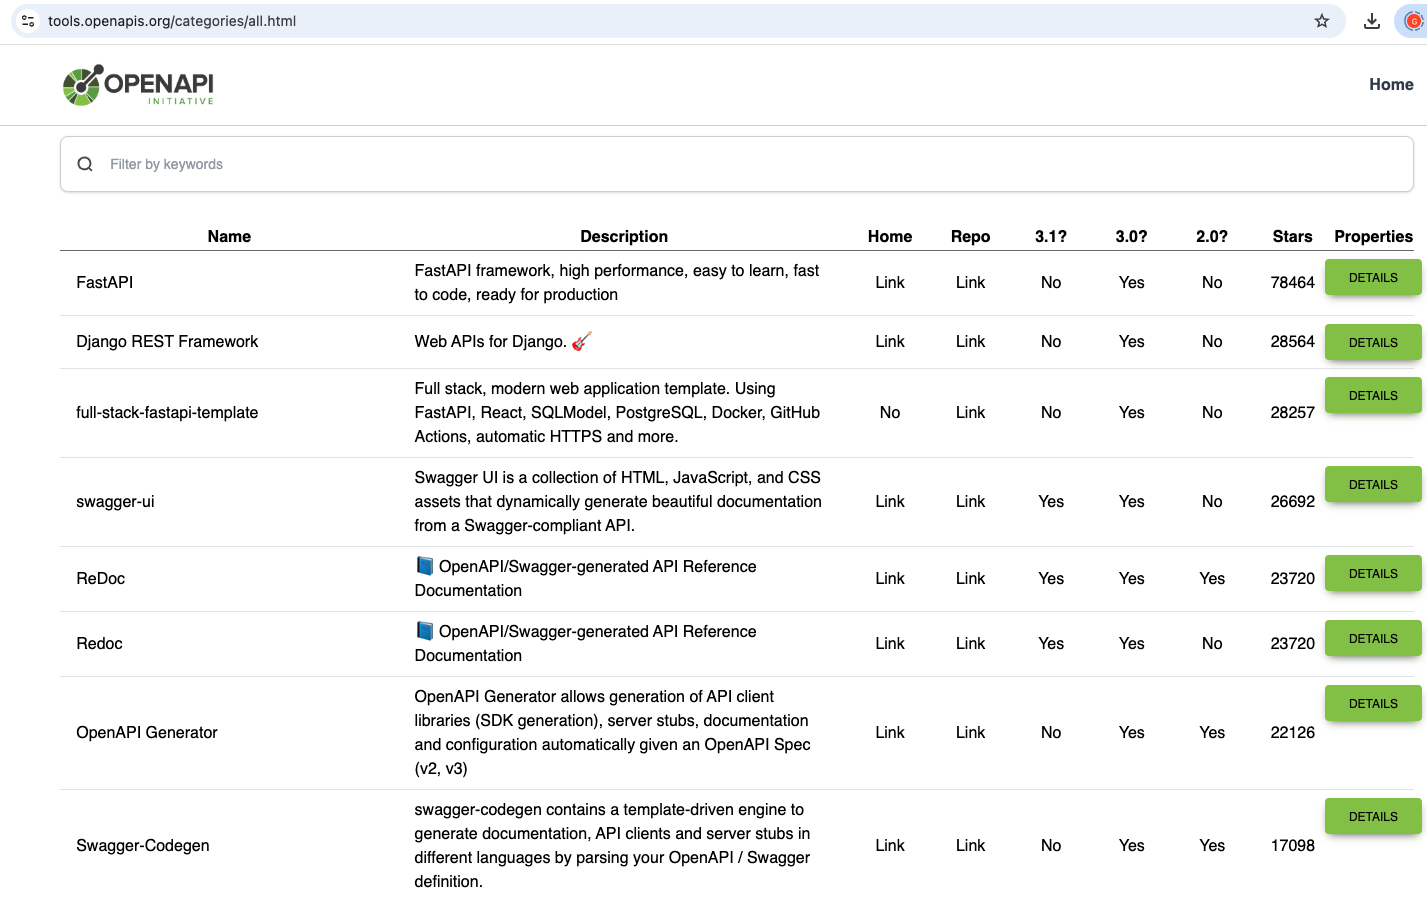 tools.openapis.org/categories/all.html
G
OPENAPI
INITIATIVE
Home
Filter by keywords
Name Description Home Repo 3.1? 3.0? 2.0? Stars Properties
FastAPI
FastAPI framework, high performance, easy to learn, fast
to code, ready for production
Link Link No Yes No 78464 DETAILS
Django REST Framework Web APIs for Django. 🎸 Link Link No Yes No 28564 DETAILS
full-stack-fastapi-template
Full stack, modern web application template. Using
FastAPI, React, SQLModel, PostgreSQL, Docker, GitHub
Actions, automatic HTTPS and more.
No Link No Yes No 28257 DETAILS
swagger-ui
Swagger UI is a collection of HTML, JavaScript, and CSS
assets that dynamically generate beautiful documentation
from a Swagger-compliant API.
Link Link Yes Yes No 26692 DETAILS
ReDoc
📘 OpenAPI/Swagger-generated API Reference
Documentation
Link Link Yes Yes Yes 23720 DETAILS
Redoc
📘 OpenAPI/Swagger-generated API Reference
Documentation
Link Link Yes Yes No 23720 DETAILS
OpenAPI Generator
OpenAPI Generator allows generation of API client
libraries (SDK generation), server stubs, documentation
and configuration automatically given an OpenAPI Spec
(v2, v3)
Link Link No Yes Yes 22126 DETAILS
Swagger-Codegen
swagger-codegen contains a template-driven engine to
generate documentation, API clients and server stubs in
different languages by parsing your OpenAPI / Swagger
definition.
Link Link No Yes Yes 17098 DETAILS